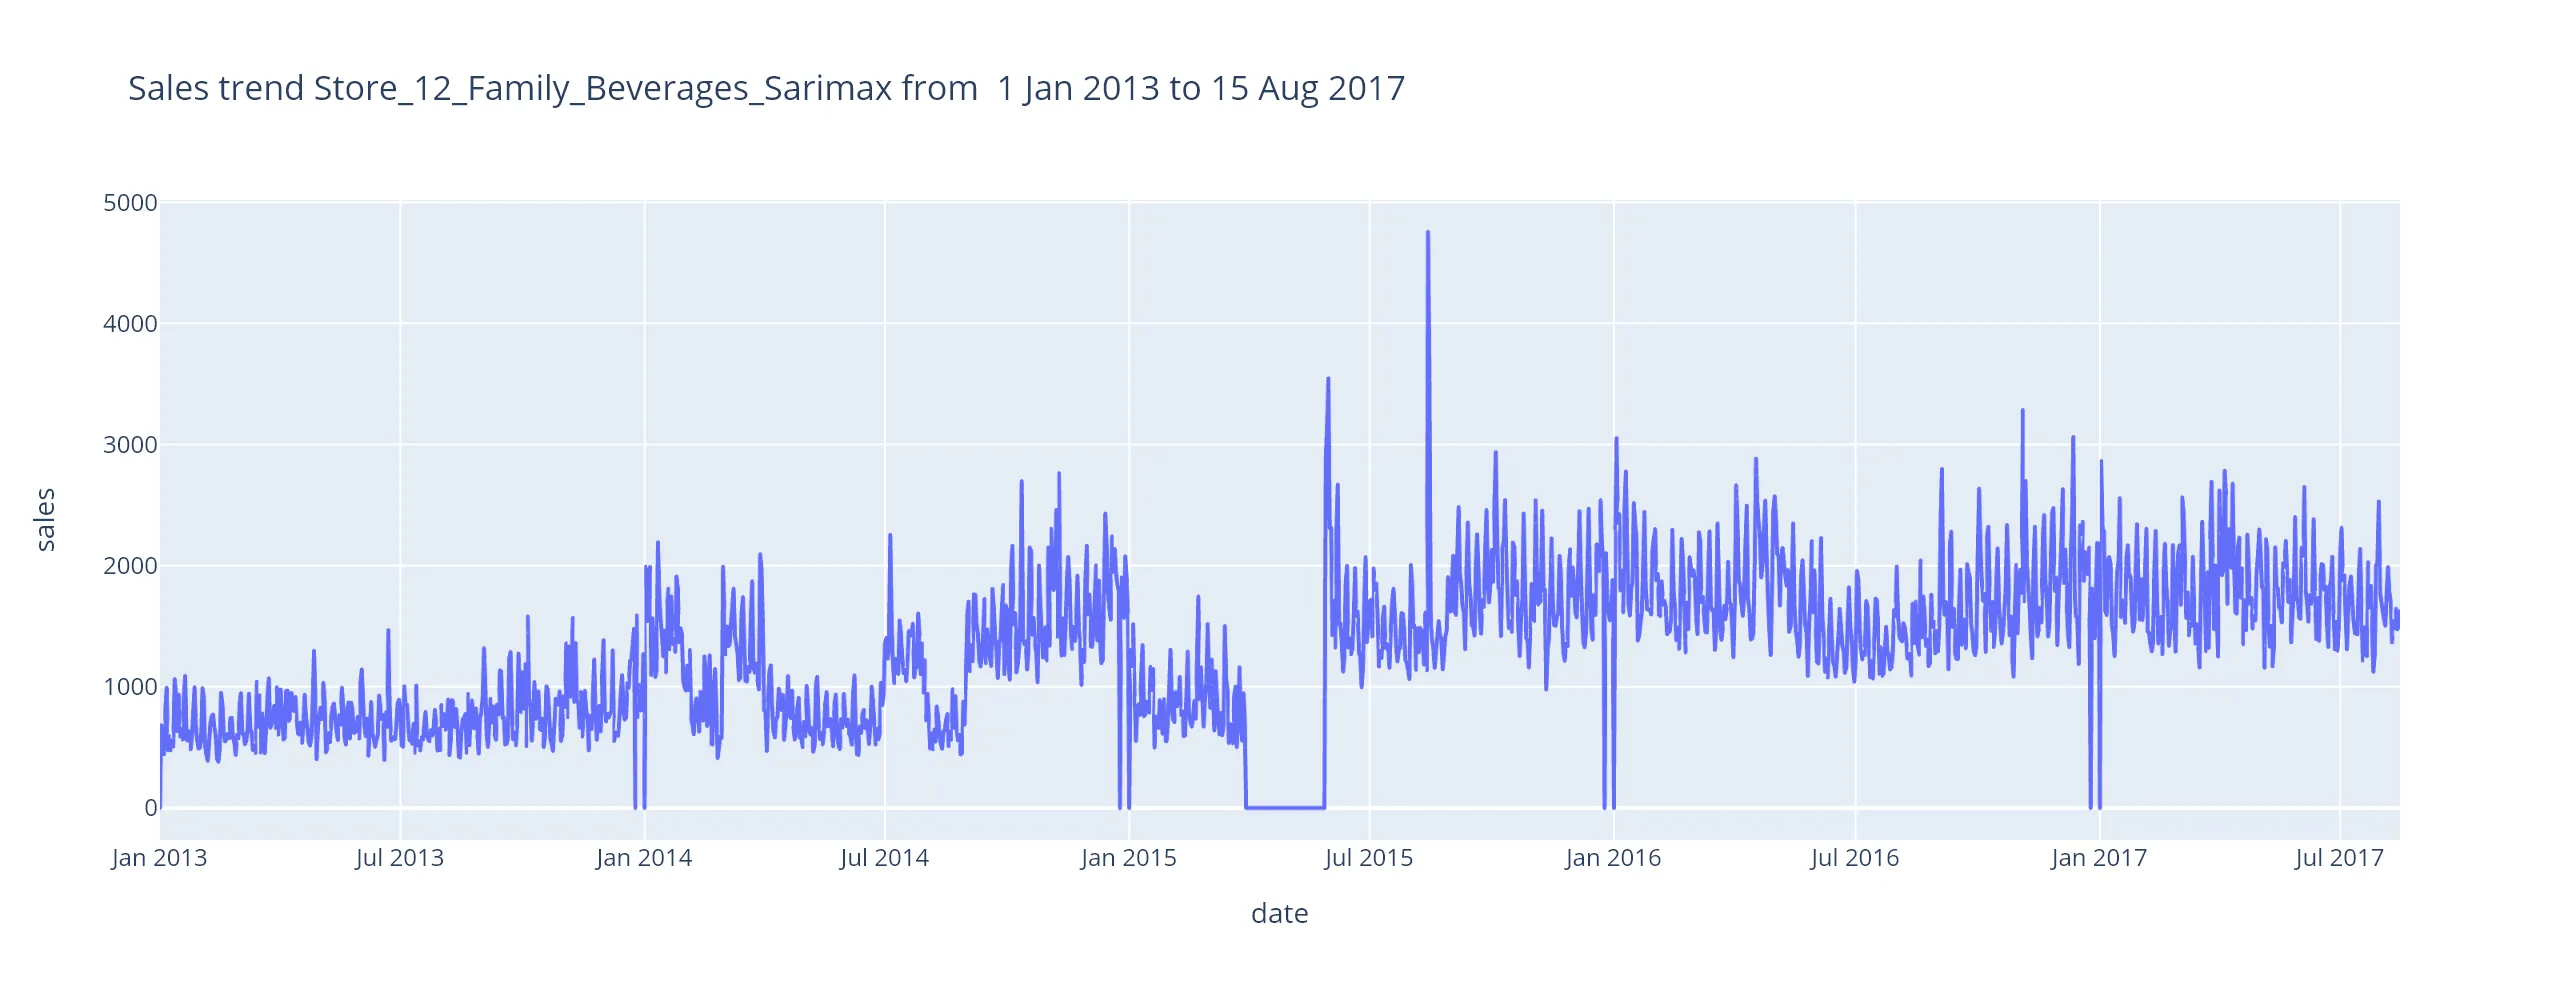 Sales trend Store_12_Family_Beverages_Sarimax from  1 Jan 2013 to 15 Aug 2017
5000
4000
3000
2000
1000
0
sales
Jan 2013 Jul 2013 Jan 2014 Jul 2014 Jan 2015 Jul 2015 Jan 2016 Jul 2016 Jan 2017 Jul 2017
date